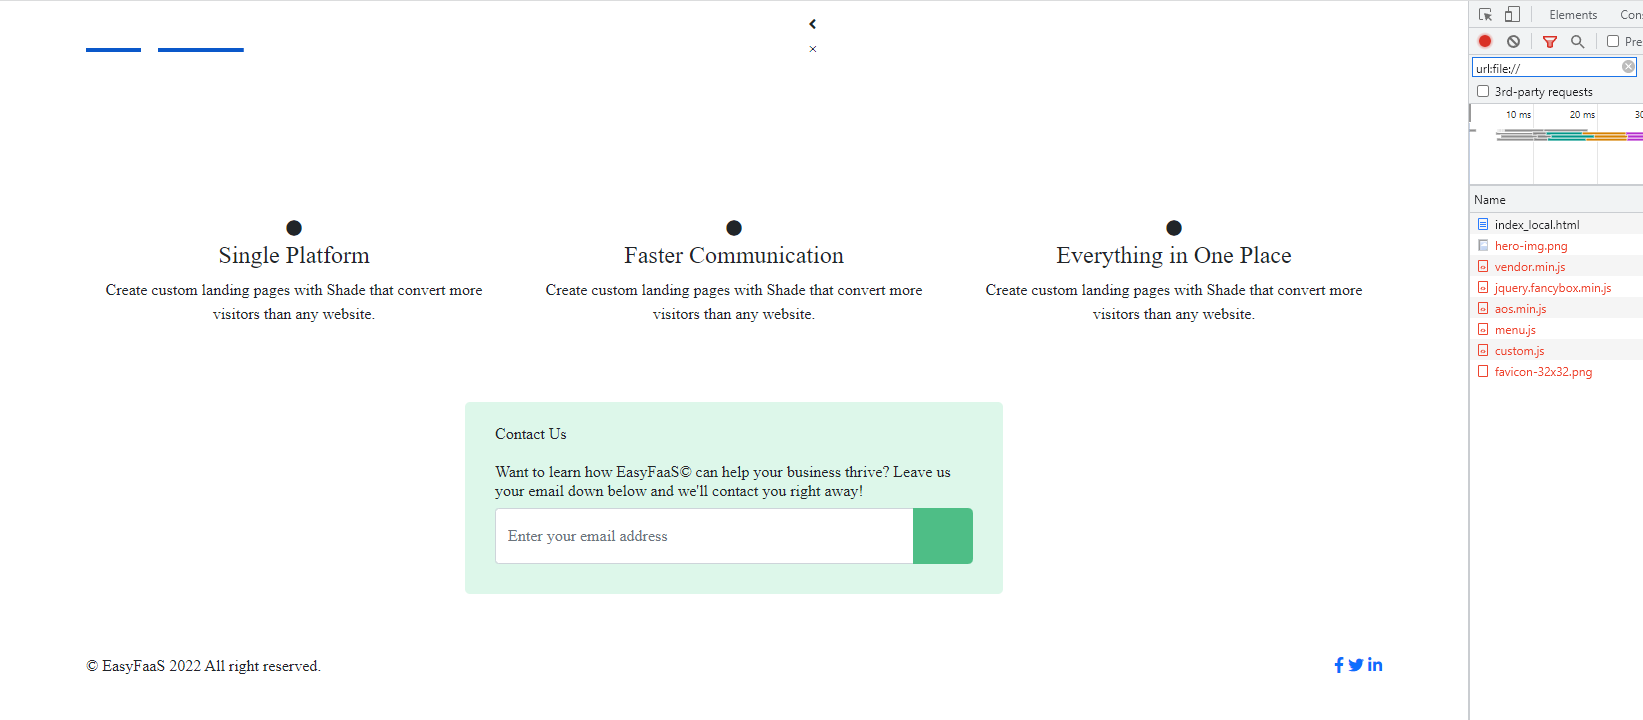 Elements
Cons
Pre
url:file://
3rd-party requests
10 ms
20 ms
30
Name
index_local.html
hero-img.png
vendor.min.js
jquery.fancybox.min.js
aos.min.js
menu.js
custom.js
favicon-32x32.png
Single Platform
Create custom landing pages with Shade that convert more
visitors than any website.
Faster Communication
Create custom landing pages with Shade that convert more
visitors than any website.
Everything in One Place
Create custom landing pages with Shade that convert more
visitors than any website.
Contact Us
Want to learn how EasyFaaS© can help your business thrive? Leave us
your email down below and we'll contact you right away!
Enter your email address
© EasyFaaS 2022 All right reserved.